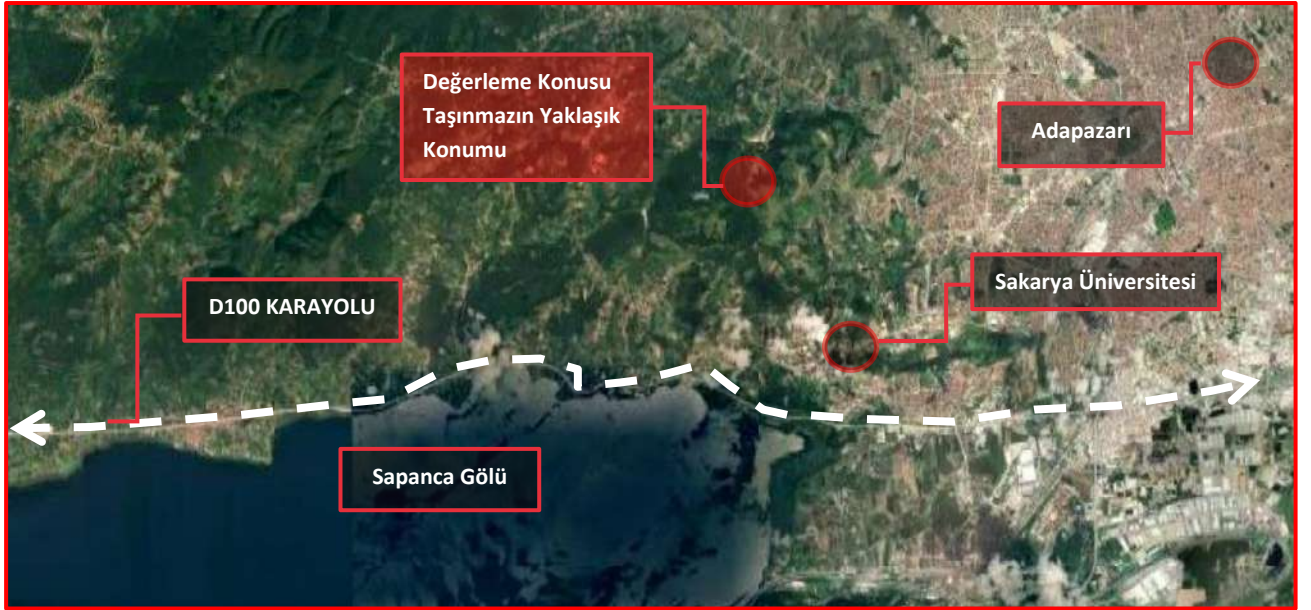 Değerleme Konusu
Taşınmazın Yaklaşık
Konumu
Adapazarı
Sakarya Üniversitesi
D100 KARAYOLU
Sapanca Gölü